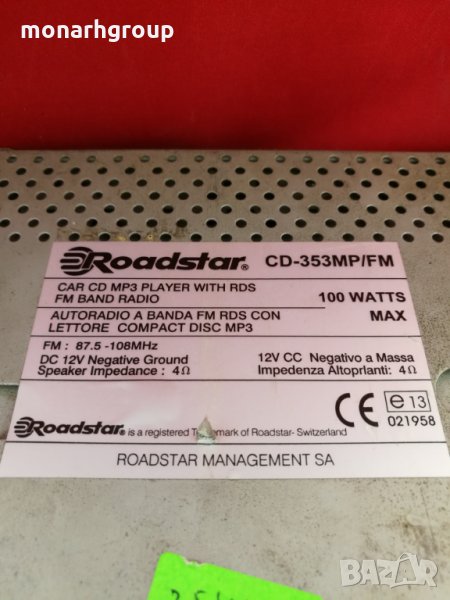 monarhgroup
Roadstar® CD-353MP/FM
CAR CD MP3 PLAYER WITH RDS
FM BAND RADIO
100 WATTS
MAX
AUTORADIO A BANDA FM RDS CON
LETTORE COMPACT DISC MP3
FM : 87.5 -108MHz
DC 12V Negative Ground
Speaker Impedance : 4Ω
12V CC Negativo a Massa
Impedenza Altoprlanti: 4Ω
CE e 13
021958
Roadstar® is a registered of Roadstar- Switzerland
ROADSTAR MANAGEMENT SA
BAZAR